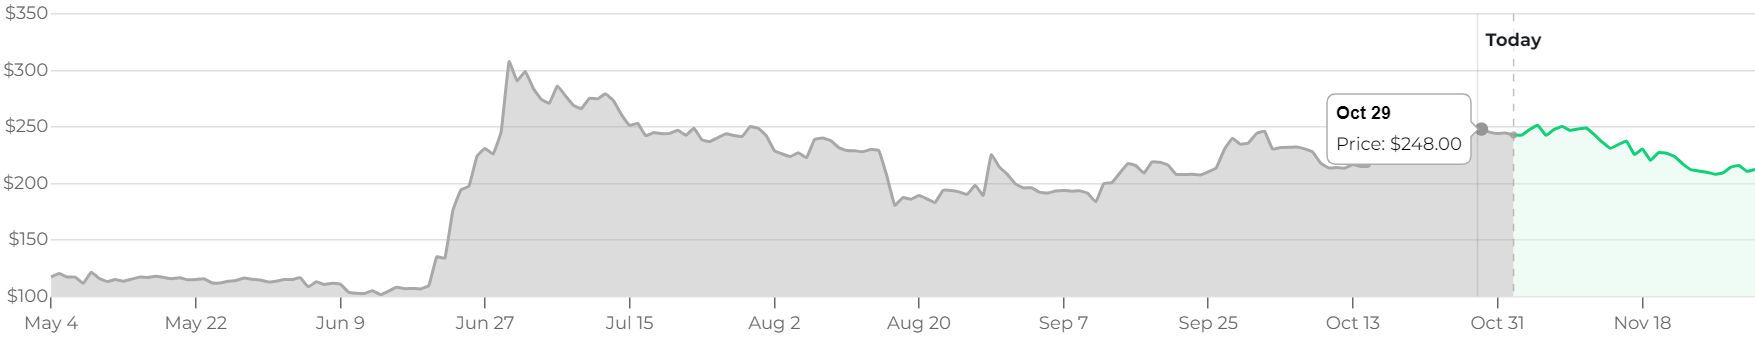 $350
$300
$250
$200
$150
$100
Today
Oct 29
Price: $248.00
May 4
May 22
Jun 9
Jun 27
Jul 15
Aug 2
Aug 20
Sep 7
Sep 25
Oct 13
Oct 31
Nov 18